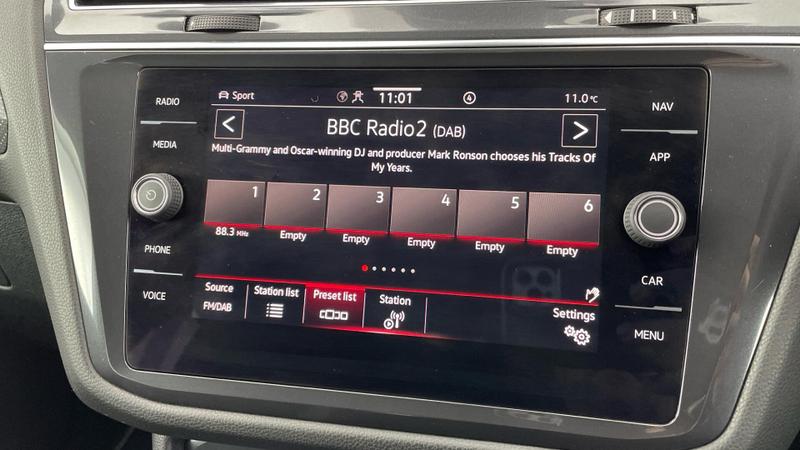 RADIO
MEDIA
PHONE
VOICE
Sport
11:01
4
11.0°C
<
BBC Radio2 (DAB)
>
Multi-Grammy and Oscar-winning DJ and producer Mark Ronson chooses his Tracks Of
My Years.
1 2 3 4 5 6
88.3 MHz Empty Empty Empty Empty Empty
Source Station list Preset list Station Settings
FM/DAB
NAV
APP
CAR
MENU